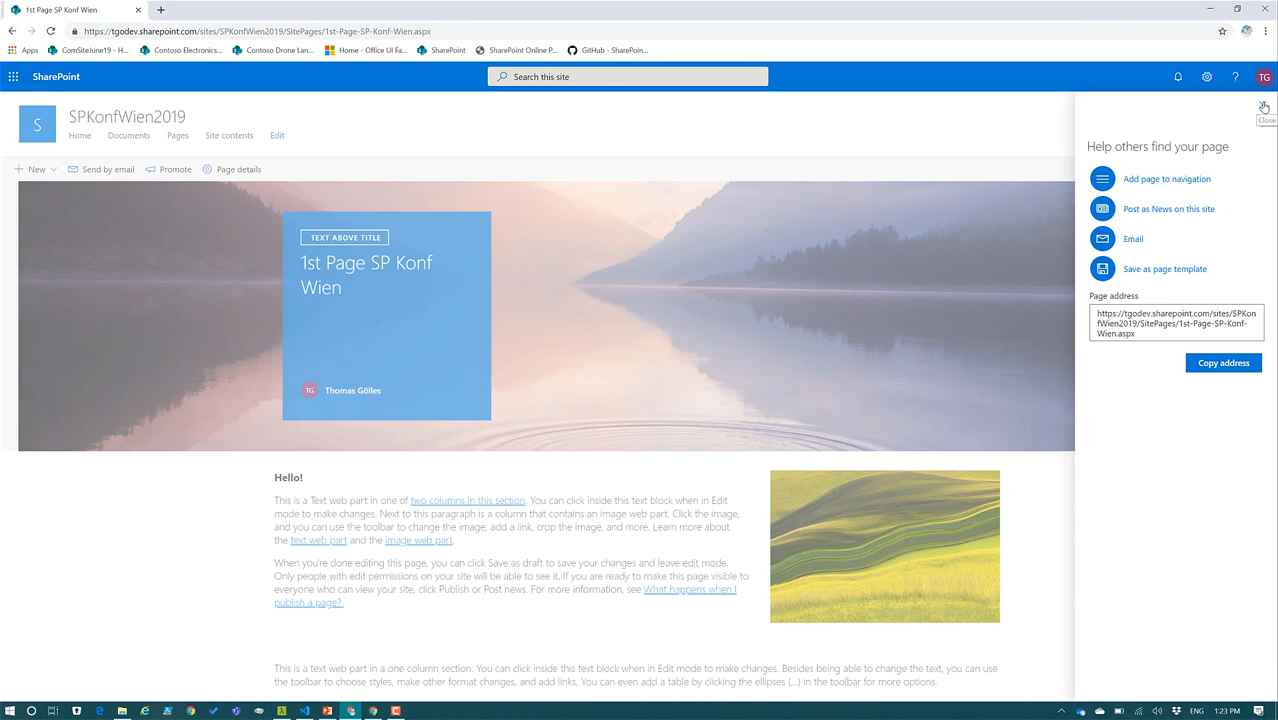 1st Page SP Konf Wien
https://tgodev.sharepoint.com/sites/SPKonfWien2019/SitePages/1st-Page-SP-Konf-Wien.aspx
Apps
ComSiteJune19 - H...
Contoso Electronics...
Contoso Drone Lan...
Home - Office UI Fa...
SharePoint
SharePoint Online P...
GitHub - SharePoin...
SharePoint
Search this site
TG
S
SPKonfWien2019
Home
Documents
Pages
Site contents
Edit
New
Send by email
Promote
Page details
TEXT ABOVE TITLE
1st Page SP Konf
Wien
TG
Thomas Gölles
Hello!
This is a Text web part in one of two columns in this section. You can click inside this text block when in Edit
mode to make changes. Next to this paragraph is a column that contains an image web part. Click the image,
and you can use the toolbar to change the image, add a link, crop the image, and more. Learn more about
the text web part and the image web part.
When you're done editing this page, you can click Save as draft to save your changes and leave edit mode.
Only people with edit permissions on your site will be able to see it. If you are ready to make this page visible to
everyone who can view your site, click Publish or Post news. For more information, see What happens when I
publish a page?
This is a text web part in a one column section. You can click inside this text block when in Edit mode to make changes. Besides being able to change the text, you can use
the toolbar to choose styles, make other format changes, and add links. You can even add a table by clicking the ellipses (...) in the toolbar for more options.
Close
Help others find your page
Add page to navigation
Post as News on this site
Email
Save as page template
Page address
https://tgodev.sharepoint.com/sites/SPKon
fWien2019/SitePages/1st-Page-SP-Konf-
Wien.aspx
Copy address
ENG
1:23 PM